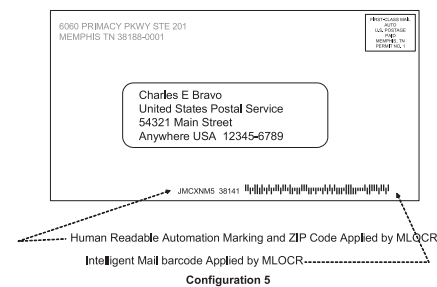 6060 PRIMACY PKWY STE 201
MEMPHIS TN 38188-0001
FIRST-CLASS MAIL
AUTO
U.S. POSTAGE
PAID
MEMPHIS, TN
PERMIT NO. 1
Charles E Bravo
United States Postal Service
54321 Main Street
Anywhere USA 12345-6789
JMCXNM5 38141
Human Readable Automation Marking and ZIP Code Applied by MLOCR
Intelligent Mail barcode Applied by MLOCR
Configuration 5